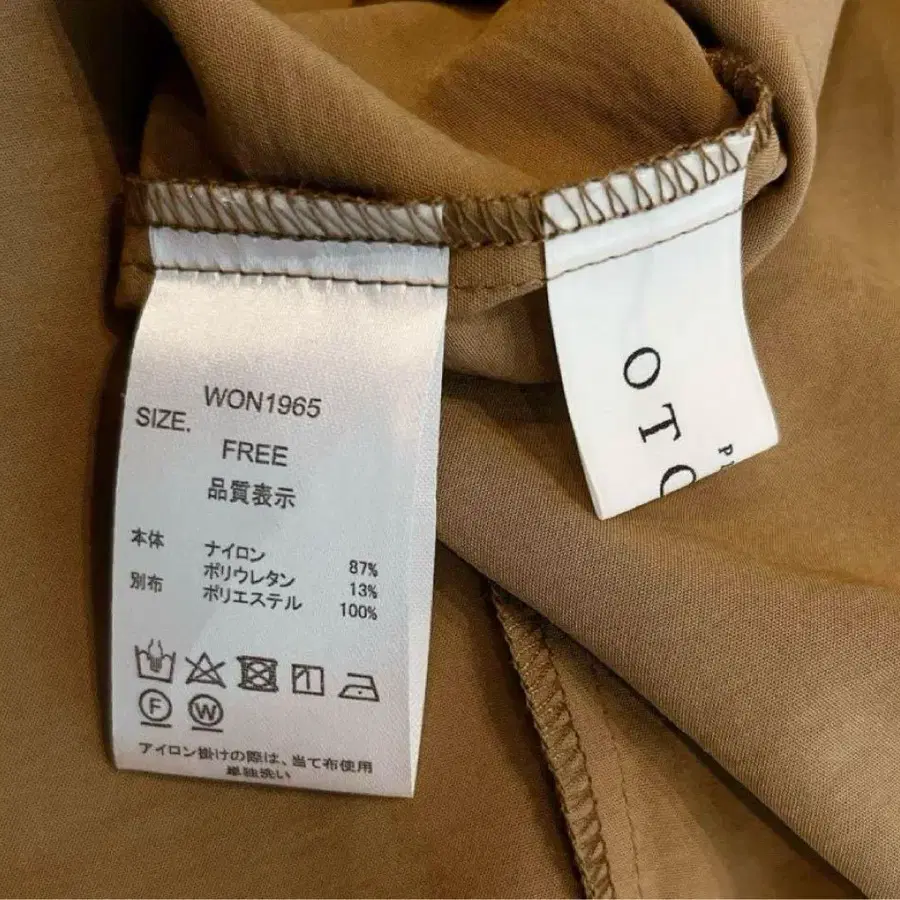 WON1965
SIZE.
FREE
品質表示
本体 ナイロン 87%
ポリウレタン 13%
別布 ポリエステル 100%
F W
アイロン掛けの際は、当て布使用
単独洗い
OTO